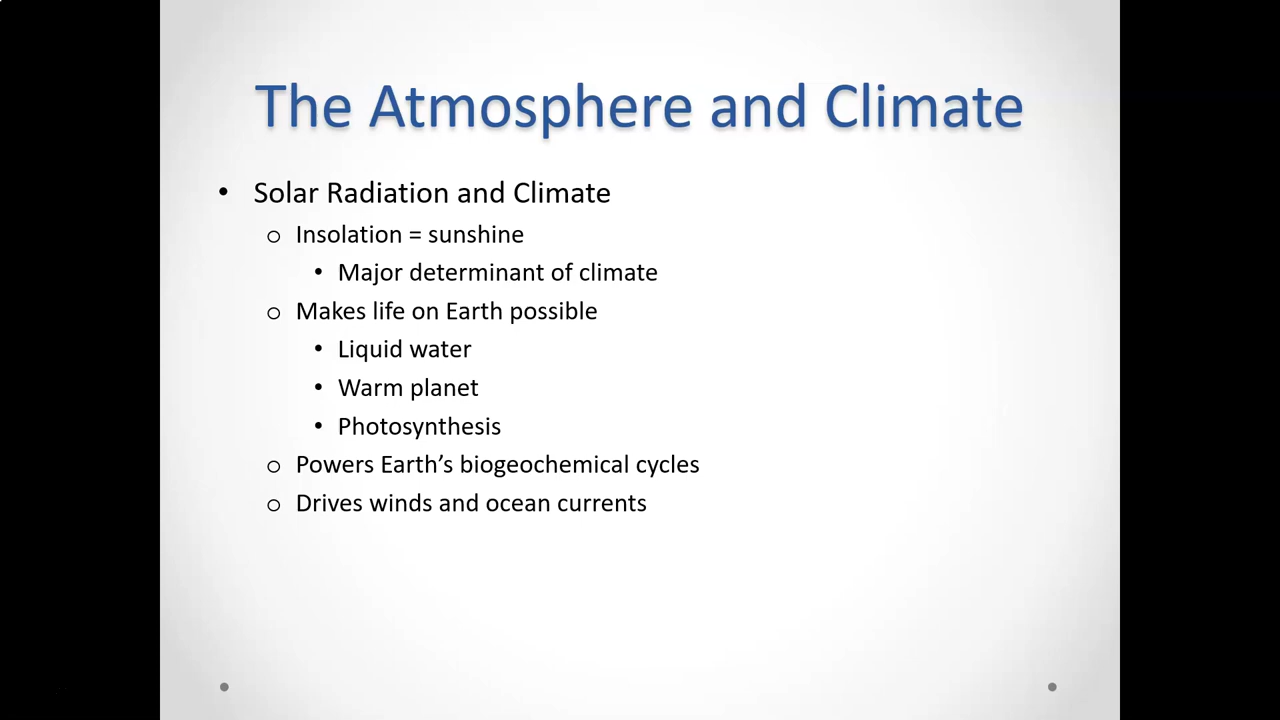 The Atmosphere and Climate
• Solar Radiation and Climate
o Insolation = sunshine
• Major determinant of climate
o Makes life on Earth possible
• Liquid water
• Warm planet
• Photosynthesis
o Powers Earth’s biogeochemical cycles
o Drives winds and ocean currents